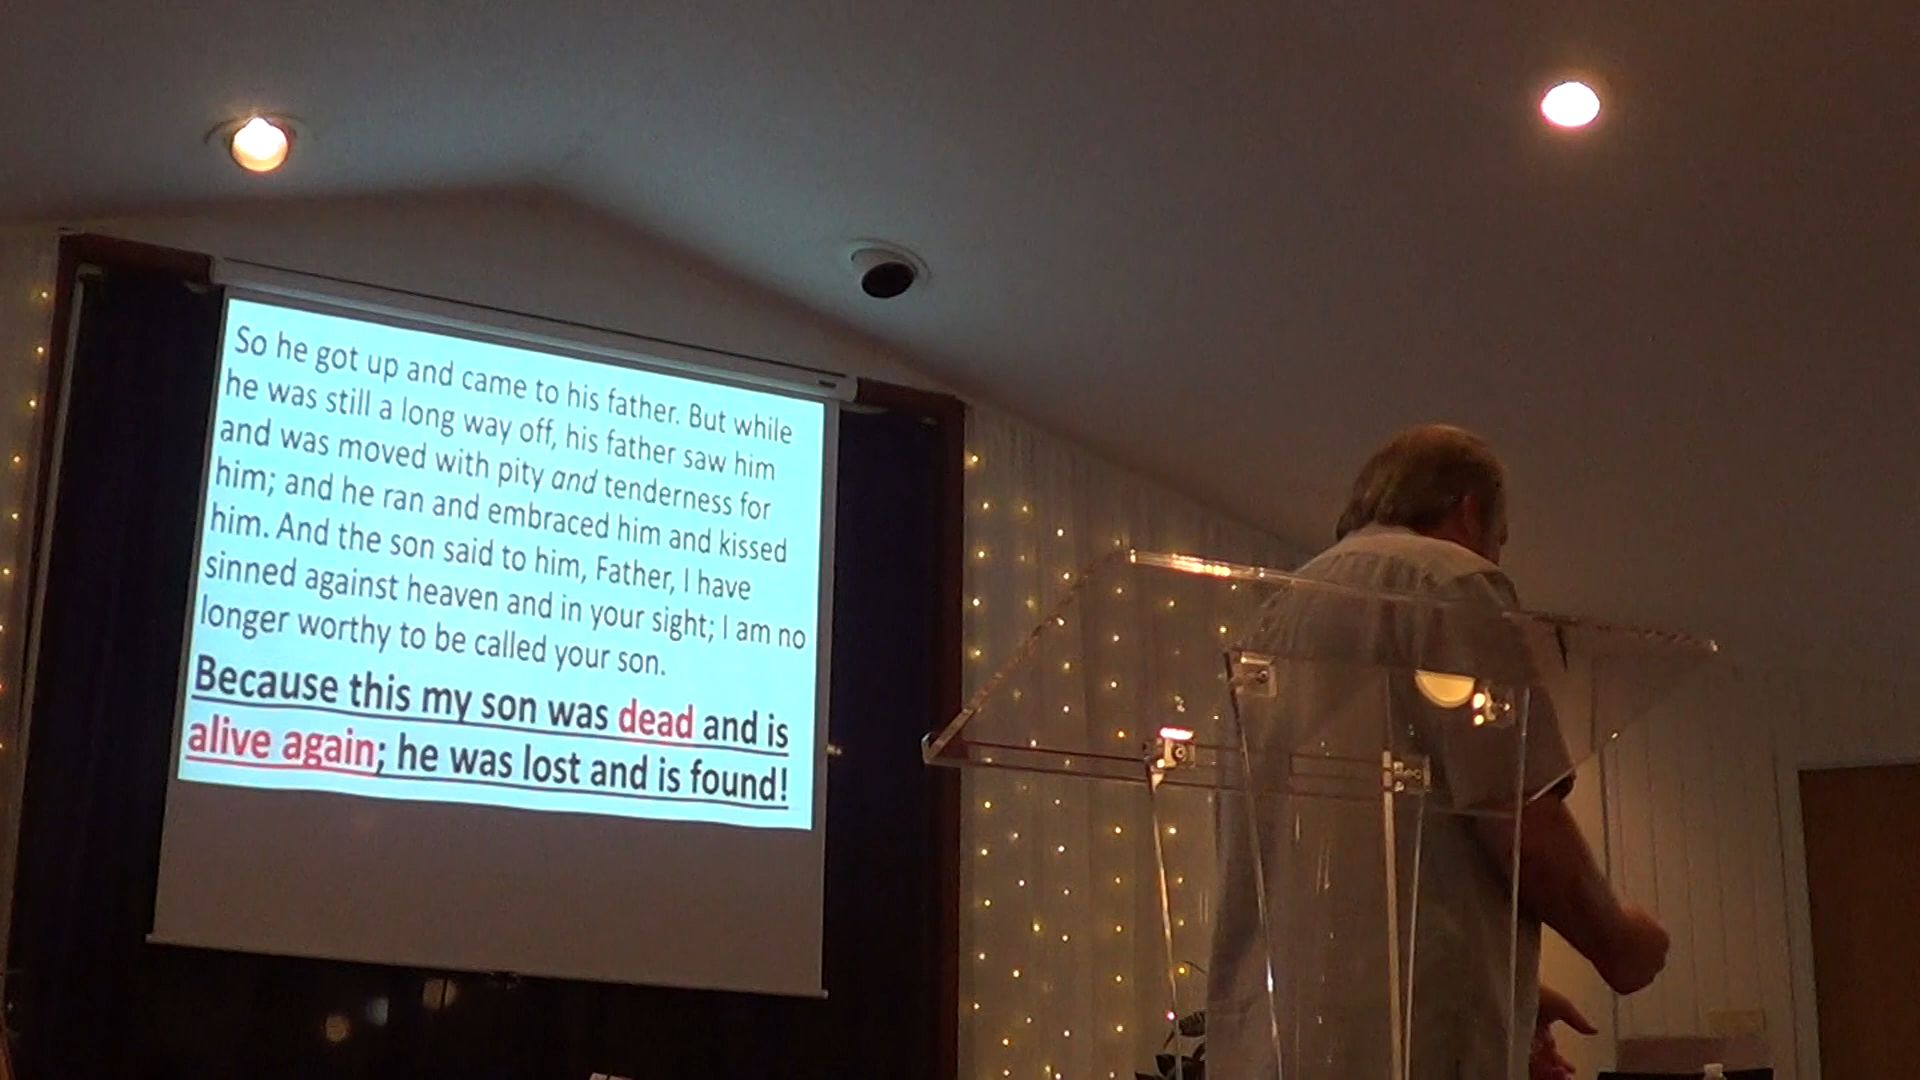 So he got up and came to his father. But while
he was still a long way off, his father saw him
and was moved with pity and tenderness for
him; and he ran and embraced him and kissed
him. And the son said to him, Father, I have
sinned against heaven and in your sight; I am no
longer worthy to be called your son.
Because this my son was dead and is
alive again; he was lost and is found!